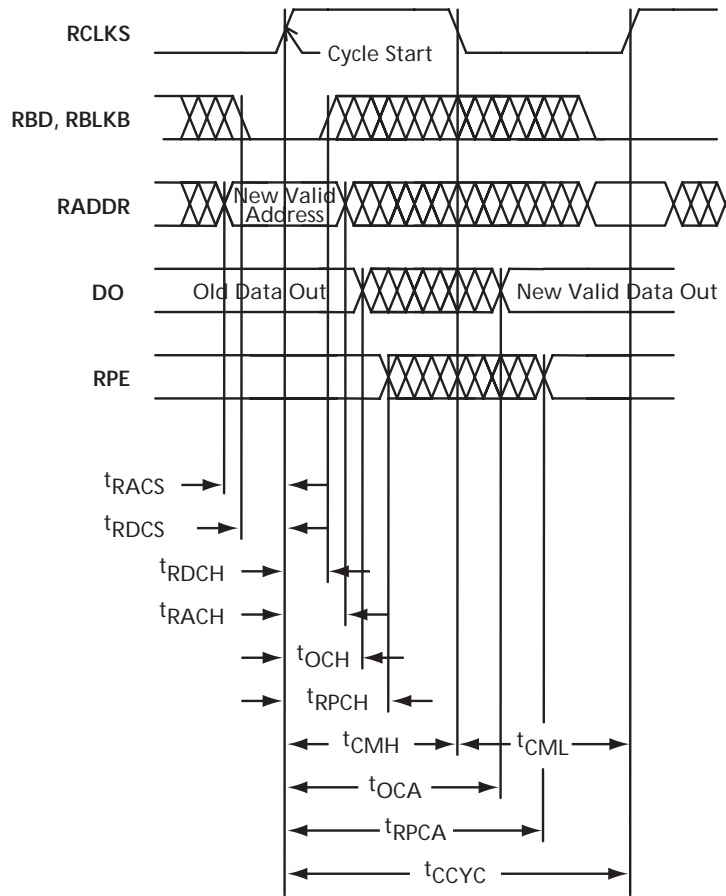 RCLKS
Cycle Start
RBD, RBLKB
RADDR
New Valid
Address
DO
Old Data Out
New Valid Data Out
RPE
tRACS
tRDCS
tRDCH
tRACH
tOCH
tRPCH
tCMH
tCML
tOCA
tRPCA
tCCYC